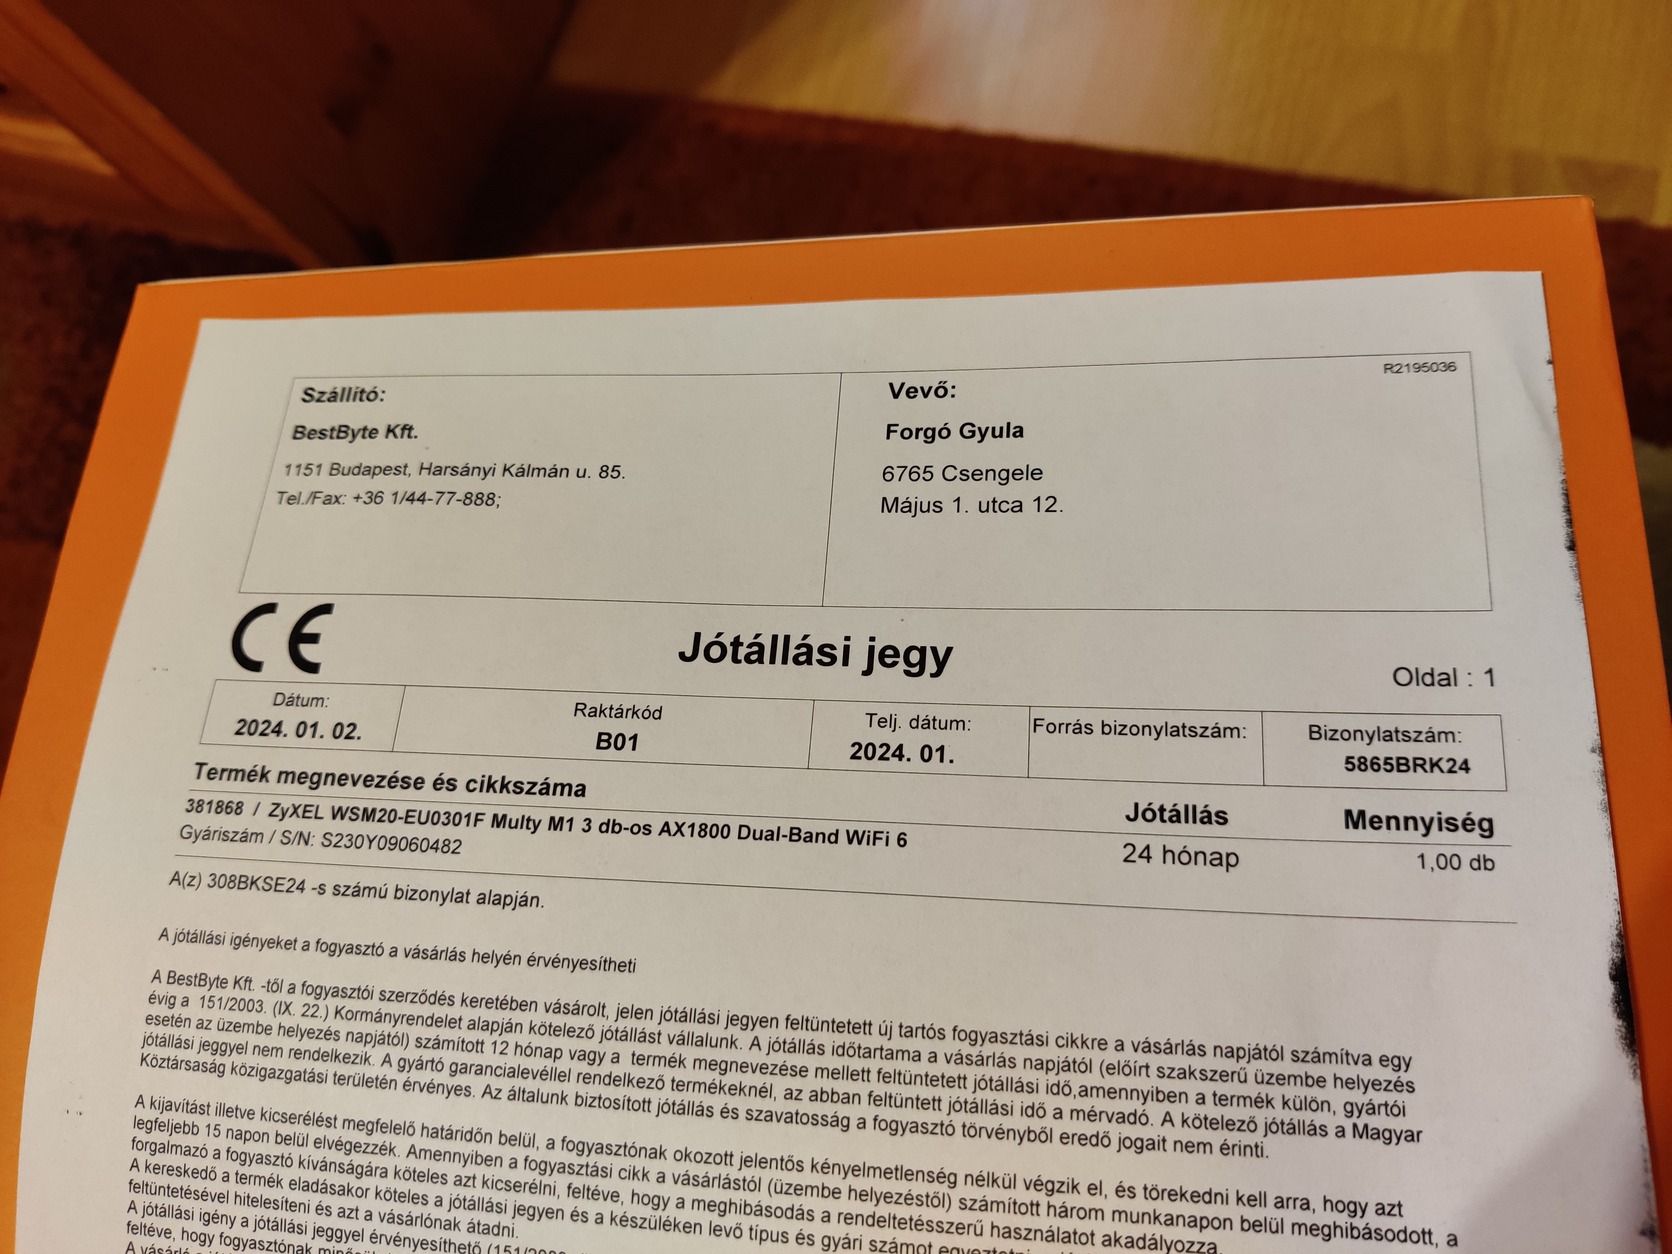 R2195036
Szállító:
BestByte Kft.
1151 Budapest, Harsányi Kálmán u. 85.
Tel./Fax: +36 1/44-77-888;
Vevő:
Forgó Gyula
6765 Csengele
Május 1. utca 12.
CE
Jótállási jegy
Oldal : 1
Dátum:
2024. 01. 02.
Raktárkód
B01
Telj. dátum:
2024. 01.
Forrás bizonylatszám:
Bizonylatszám:
5865BRK24
Termék megnevezése és cikkszáma
Jótállás
Mennyiség
381868 / ZyXEL WSM20-EU0301F Multy M1 3 db-os AX1800 Dual-Band WiFi 6
24 hónap
1,00 db
Gyáriszám / S/N: S230Y09060482
A(z) 308BKSE24 -s számú bizonylat alapján.
A jótállási igényeket a fogyasztó a vásárlás helyén érvényesítheti
A BestByte Kft. -től a fogyasztói szerződés keretében vásárolt, jelen jótállási jegyen feltüntetett új tartós fogyasztási cikkre a vásárlás napjától számítva egy
évig a 151/2003. (IX. 22.) Kormányrendelet alapján kötelező jótállást vállalunk. A jótállás időtartama a vásárlás napjától (előírt szakszerű üzembe helyezés
esetén az üzembe helyezés napjától) számított 12 hónap vagy a termék megnevezése mellett feltüntetett jótállási idő,amennyiben a termék külön, gyártói
jótállási jeggyel nem rendelkezik. A gyártó garancialevéllel rendelkező termékeknél, az abban feltüntett jótállási idő a mérvadó. A kötelező jótállás a Magyar
Köztársaság közigazgatási területén érvényes. Az általunk biztosított jótállás és szavatosság a fogyasztó törvényből eredő jogait nem érinti.
A kijavítást illetve kicserélést megfelelő határidőn belül, a fogyasztónak okozott jelentős kényelmetlenség nélkül végzik el, és törekedni kell arra, hogy azt
legfeljebb 15 napon belül elvégezzék. Amennyiben a fogyasztási cikk a vásárlástól (üzembe helyezéstől) számított három munkanapon belül meghibásodott, a
forgalmazó a fogyasztó kívánságára köteles azt kicserélni, feltéve, hogy a meghibásodás a rendeltetésszerű használatot akadályozza.
A kereskedő a termék eladásakor köteles a jótállási jegyen és a készüléken levő típus és gyári számot
feltüntetésével hitelesíteni és azt a vásárlónak átadni.
A jótállási igény a jótállási jeggyel érvényesíthető
feltéve, hogy fogyasztónak